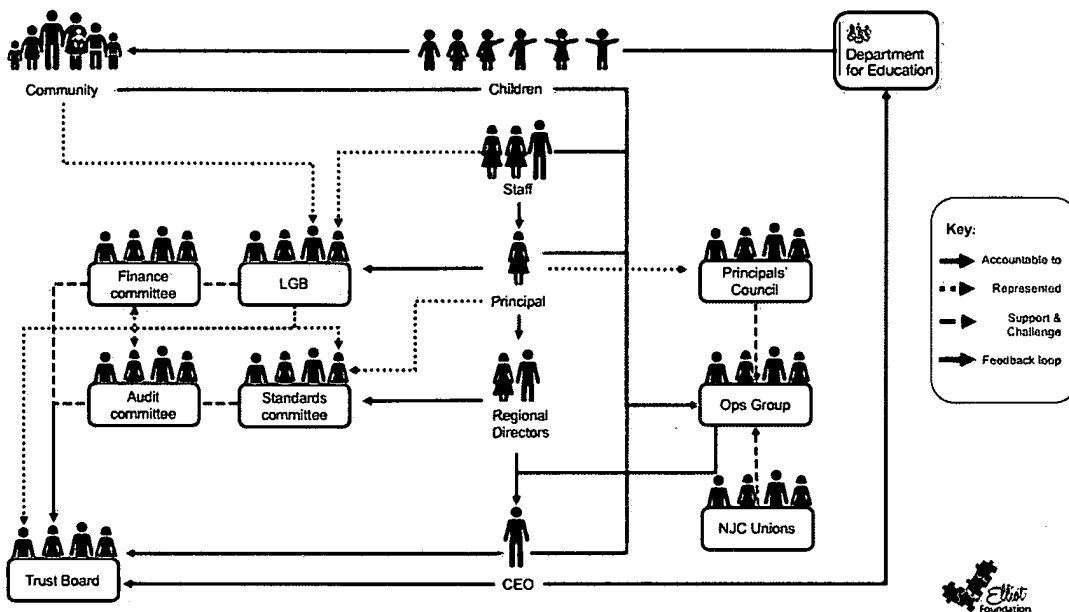 Department
for Education
Community
Children
Staff
Key:
Accountable to
Represented
Support &
Challenge
Feedback loop
Finance
committee
LGB
Principal
Principals'
Council
Audit
committee
Standards
committee
Regional
Directors
Ops Group
NJC Unions
Trust Board
CEO
Elliot
Foundation